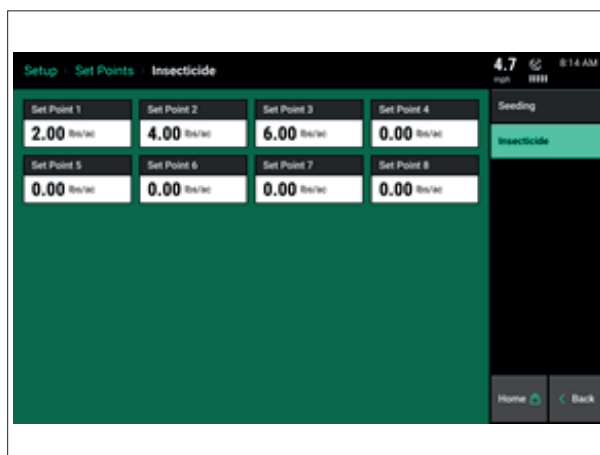 Setup Set Points Insecticide
4.7 mph 8:14 AM
Set Point 1 Set Point 2 Set Point 3 Set Point 4
2.00 lbs/ac 4.00 lbs/ac 6.00 lbs/ac 0.00 lbs/ac
Set Point 5 Set Point 6 Set Point 7 Set Point 8
0.00 lbs/ac 0.00 lbs/ac 0.00 lbs/ac 0.00 lbs/ac
Seeding
Insecticide
Home < Back